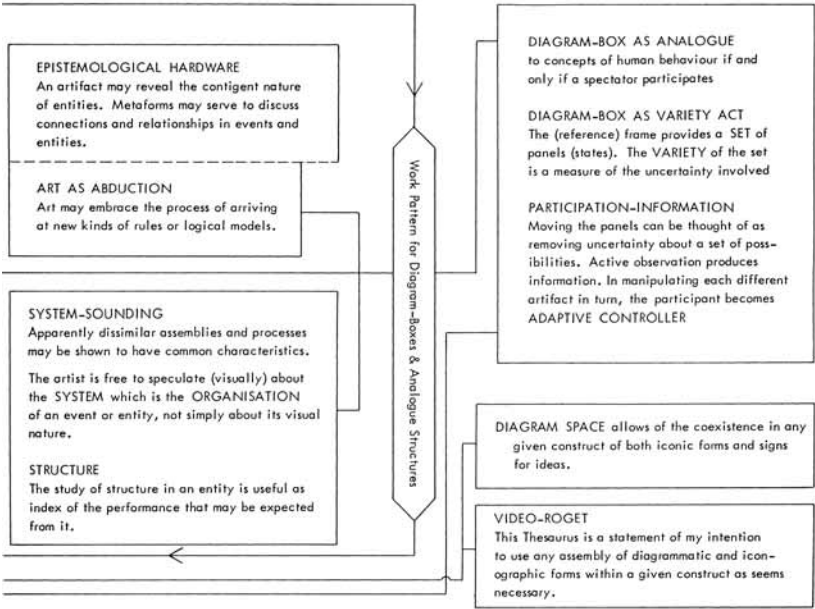 EPISTEMOLOGICAL HARDWARE
An artifact may reveal the contigent nature
of entities. Metaforms may serve to discuss
connections and relationships in events and
entities.
ART AS ABDUCTION
Art may embrace the process of arriving
at new kinds of rules or logical models.
SYSTEM-SOUNDING
Apparently dissimilar assemblies and processes
may be shown to have common characteristics.
The artist is free to speculate (visually) about
the SYSTEM which is the ORGANISATION
of an event or entity, not simply about its visual
nature.
STRUCTURE
The study of structure in an entity is useful as
index of the performance that may be expected
from it.
Work Pattern for Diagram-Boxes & Analogue Structures
DIAGRAM-BOX AS ANALOGUE
to concepts of human behaviour if and
only if a spectator participates
DIAGRAM-BOX AS VARIETY ACT
The (reference) frame provides a SET of
panels (states). The VARIETY of the set
is a measure of the uncertainty involved
PARTICIPATION-INFORMATION
Moving the panels can be thought of as
removing uncertainty about a set of poss-
ibilities. Active observation produces
information. In manipulating each different
artifact in turn, the participant becomes
ADAPTIVE CONTROLLER
DIAGRAM SPACE allows of the coexistence in any
given construct of both iconic forms and signs
for ideas.
VIDEO-ROGET
This Thesaurus is a statement of my intention
to use any assembly of diagrammatic and icon-
ographic forms within a given construct as seems
necessary.